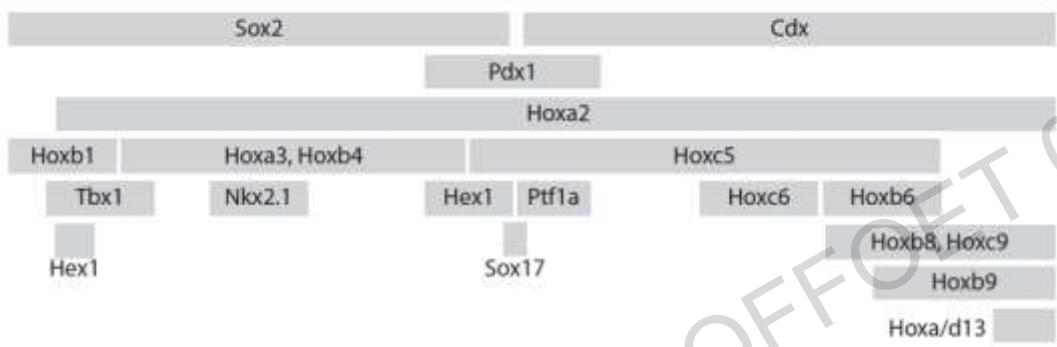 Sox2 Cdx
Pdx1
Hoxa2
Hoxb1 Hoxa3, Hoxb4 Hoxc5
Tbx1 Nkx2.1 Hex1 Ptf1a Hoxc6 Hoxb6
Hoxb8, Hoxc9
Hex1 Sox17
Hoxb9
Hoxa/d13
OFFOET